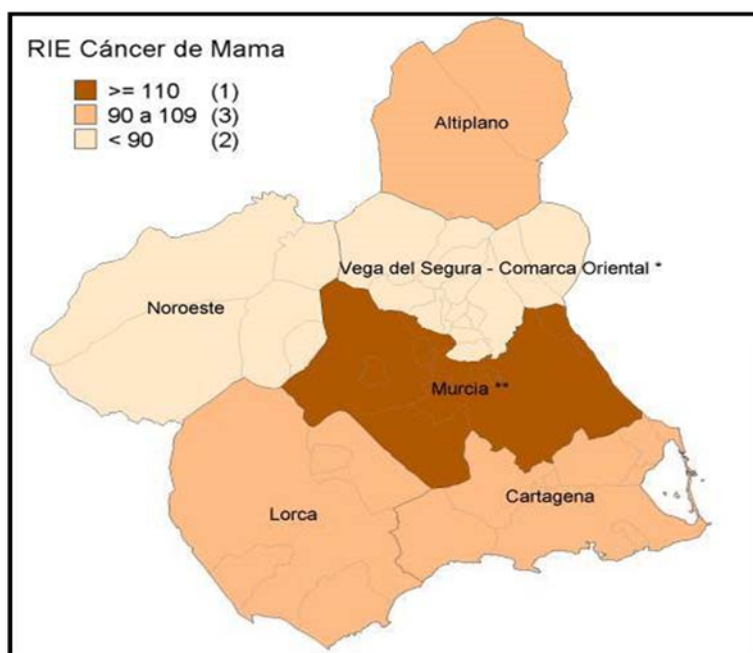 RIE Cáncer de Mama
>= 110 (1)
90 a 109 (3)
< 90 (2)
Altiplano
Vega del Segura - Comarca Oriental *
Noroeste
Murcia **
Cartagena
Lorca